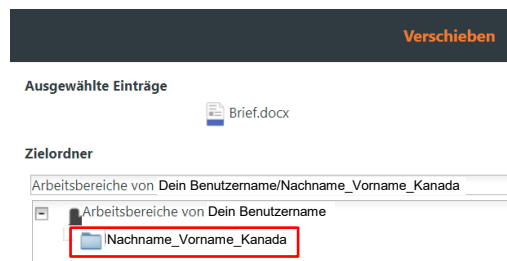 Verschieben
Ausgewählte Einträge
Brief.docx
Zielordner
Arbeitsbereiche von Dein Benutzername/Nachname_Vorname_Kanada
Arbeitsbereiche von Dein Benutzername
Nachname_Vorname_Kanada